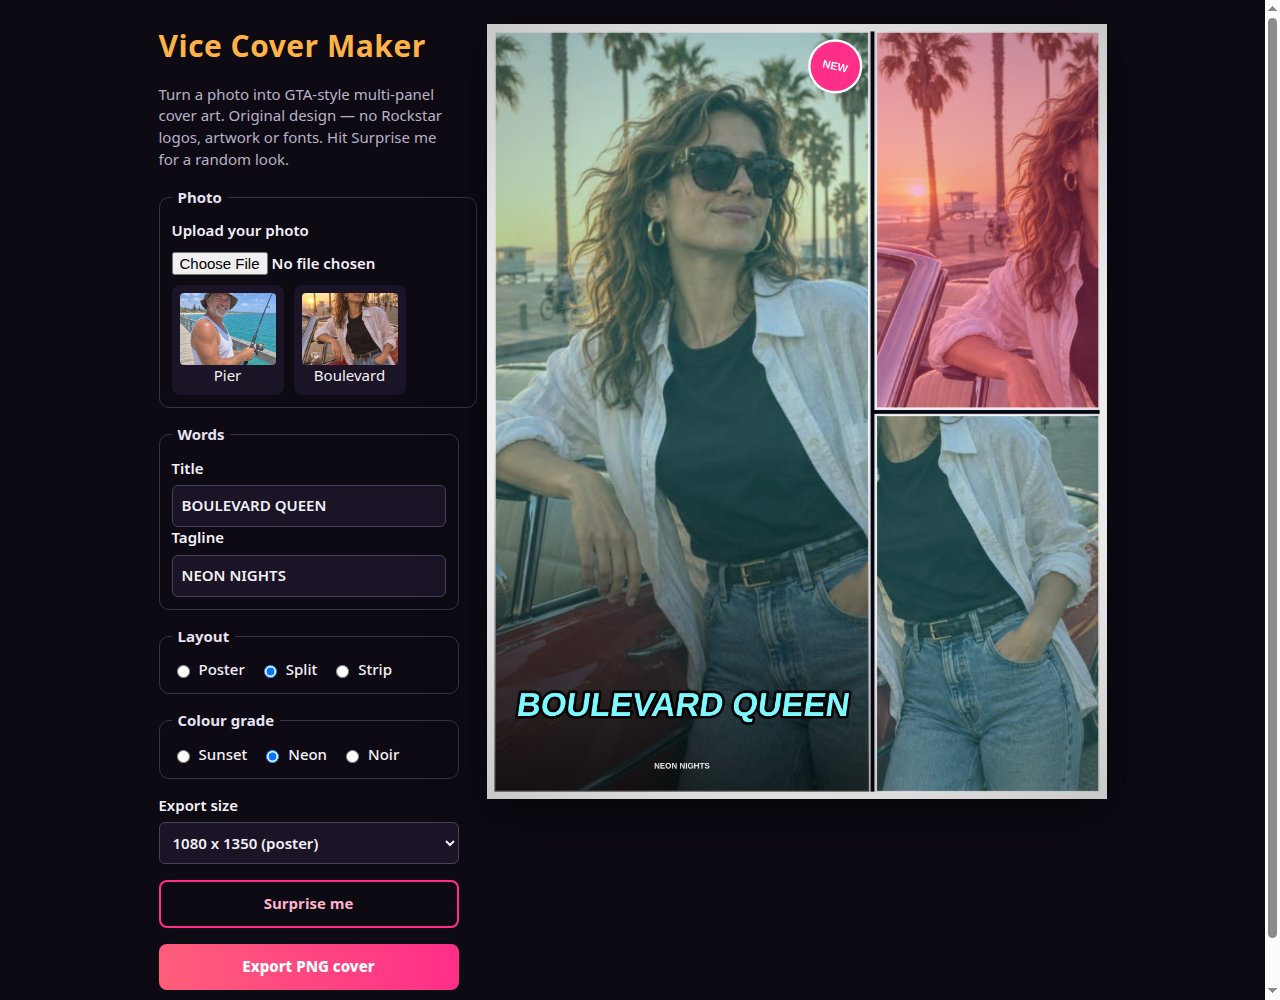 Vice Cover Maker
Turn a photo into GTA-style multi-panel
cover art. Original design — no Rockstar
logos, artwork or fonts. Hit Surprise me
for a random look.
Photo
Upload your photo
Choose File No file chosen
Pier Boulevard
Words
Title
BOULEVARD QUEEN
Tagline
NEON NIGHTS
Layout
Poster Split Strip
Colour grade
Sunset Neon Noir
Export size
1080 x 1350 (poster)
Surprise me
Export PNG cover
NEW
BOULEVARD QUEEN
NEON NIGHTS